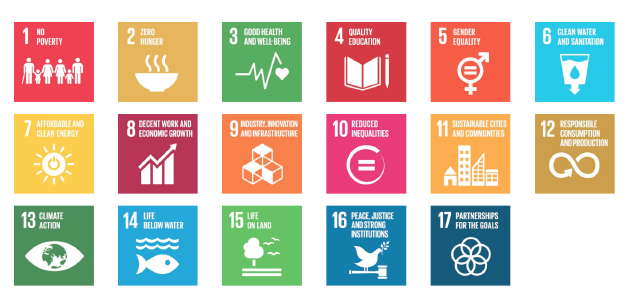 1 NO
POVERTY
2 ZERO
HUNGER
3 GOOD HEALTH
AND WELL-BEING
4 QUALITY
EDUCATION
5 GENDER
EQUALITY
6 CLEAN WATER
AND SANITATION
7 AFFORDABLE AND
CLEAN ENERGY
8 DECENT WORK AND
ECONOMIC GROWTH
9 INDUSTRY, INNOVATION
AND INFRASTRUCTURE
10 REDUCED
INEQUALITIES
11 SUSTAINABLE CITIES
AND COMMUNITIES
12 RESPONSIBLE
CONSUMPTION
AND PRODUCTION
13 CLIMATE
ACTION
14 LIFE
BELOW WATER
15 LIFE
ON LAND
16 PEACE, JUSTICE
AND STRONG
INSTITUTIONS
17 PARTNERSHIPS
FOR THE GOALS